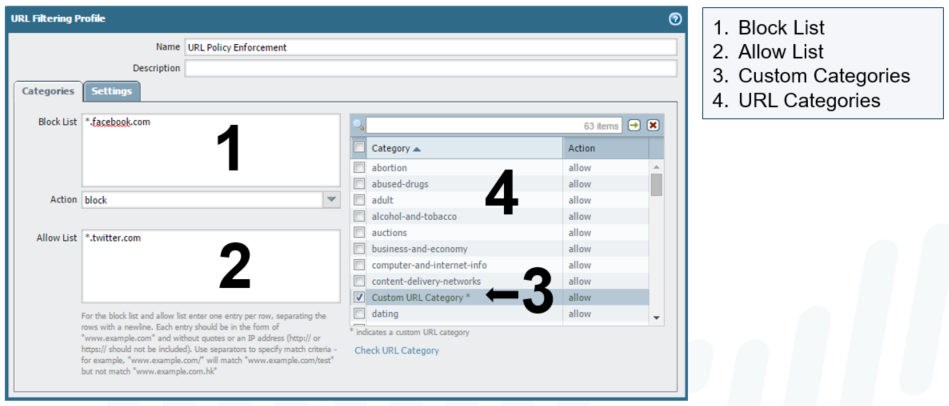 URL Filtering Profile
Name URL Policy Enforcement
Description
Categories Settings
Block List *.facebook.com
1
Action block
Allow List *.twitter.com
2
For the block list and allow list enter one entry per row, separating the
rows with a newline. Each entry should be in the form of
"www.example.com" and without quotes or an IP address (http:// or
https:// should not be included). Use separators to specify match criteria -
for example, "www.example.com/" will match "www.example.com/test"
but not match "www.example.com.hk"
63 items
Category Action
abortion allow
abused-drugs allow
adult allow
alcohol-and-tobacco allow
auctions allow
business-and-economy allow
computer-and-internet-info allow
content-delivery-networks allow
Custom URL Category * allow
dating allow
4
3
* indicates a custom URL category
Check URL Category
1. Block List
2. Allow List
3. Custom Categories
4. URL Categories